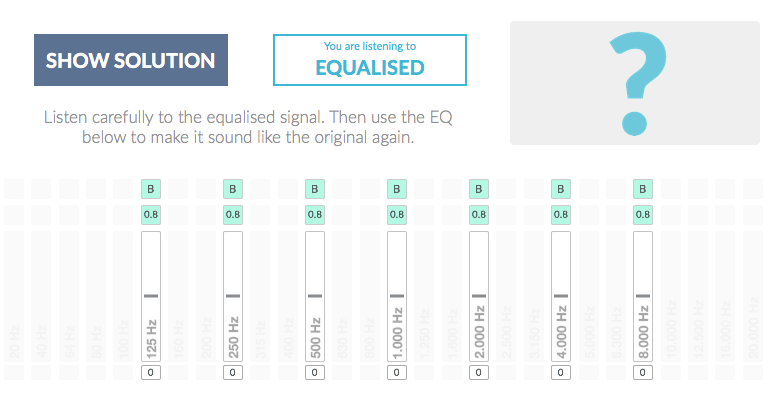 SHOW SOLUTION
You are listening to
EQUALISED
?
Listen carefully to the equalised signal. Then use the EQ
below to make it sound like the original again.
B B B B B B B
0.8 0.8 0.8 0.8 0.8 0.8 0.8
20 Hz 40 Hz 64 Hz 80 Hz 100 Hz 125 Hz 160 Hz 200 Hz 250 Hz 315 Hz 400 Hz 500 Hz 630 Hz 800 Hz 1.000 Hz 1.250 Hz 1.600 Hz 2.000 Hz 2.500 Hz 3.150 Hz 4.000 Hz 5.000 Hz 6.300 Hz 8.000 Hz 10.000 Hz 12.500 Hz 16.000 Hz 20.000 Hz
0 0 0 0 0 0 0